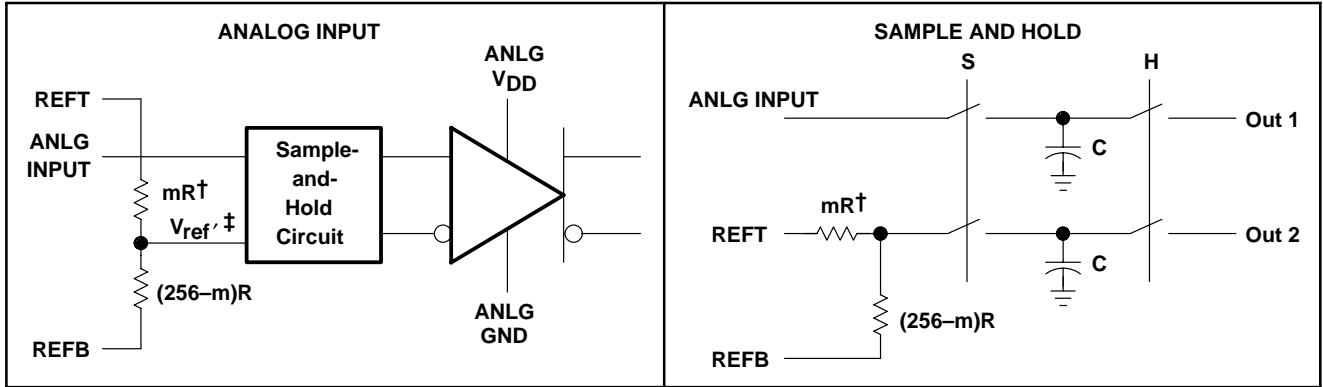 ANALOG INPUT
ANLG
VDD
REFT
ANLG
INPUT
Sample-
and-
Hold
Circuit
mR†
Vref′ ‡
(256–m)R
REFB
ANLG
GND
SAMPLE AND HOLD
S
H
ANLG INPUT
Out 1
C
mR†
REFT
Out 2
C
(256–m)R
REFB